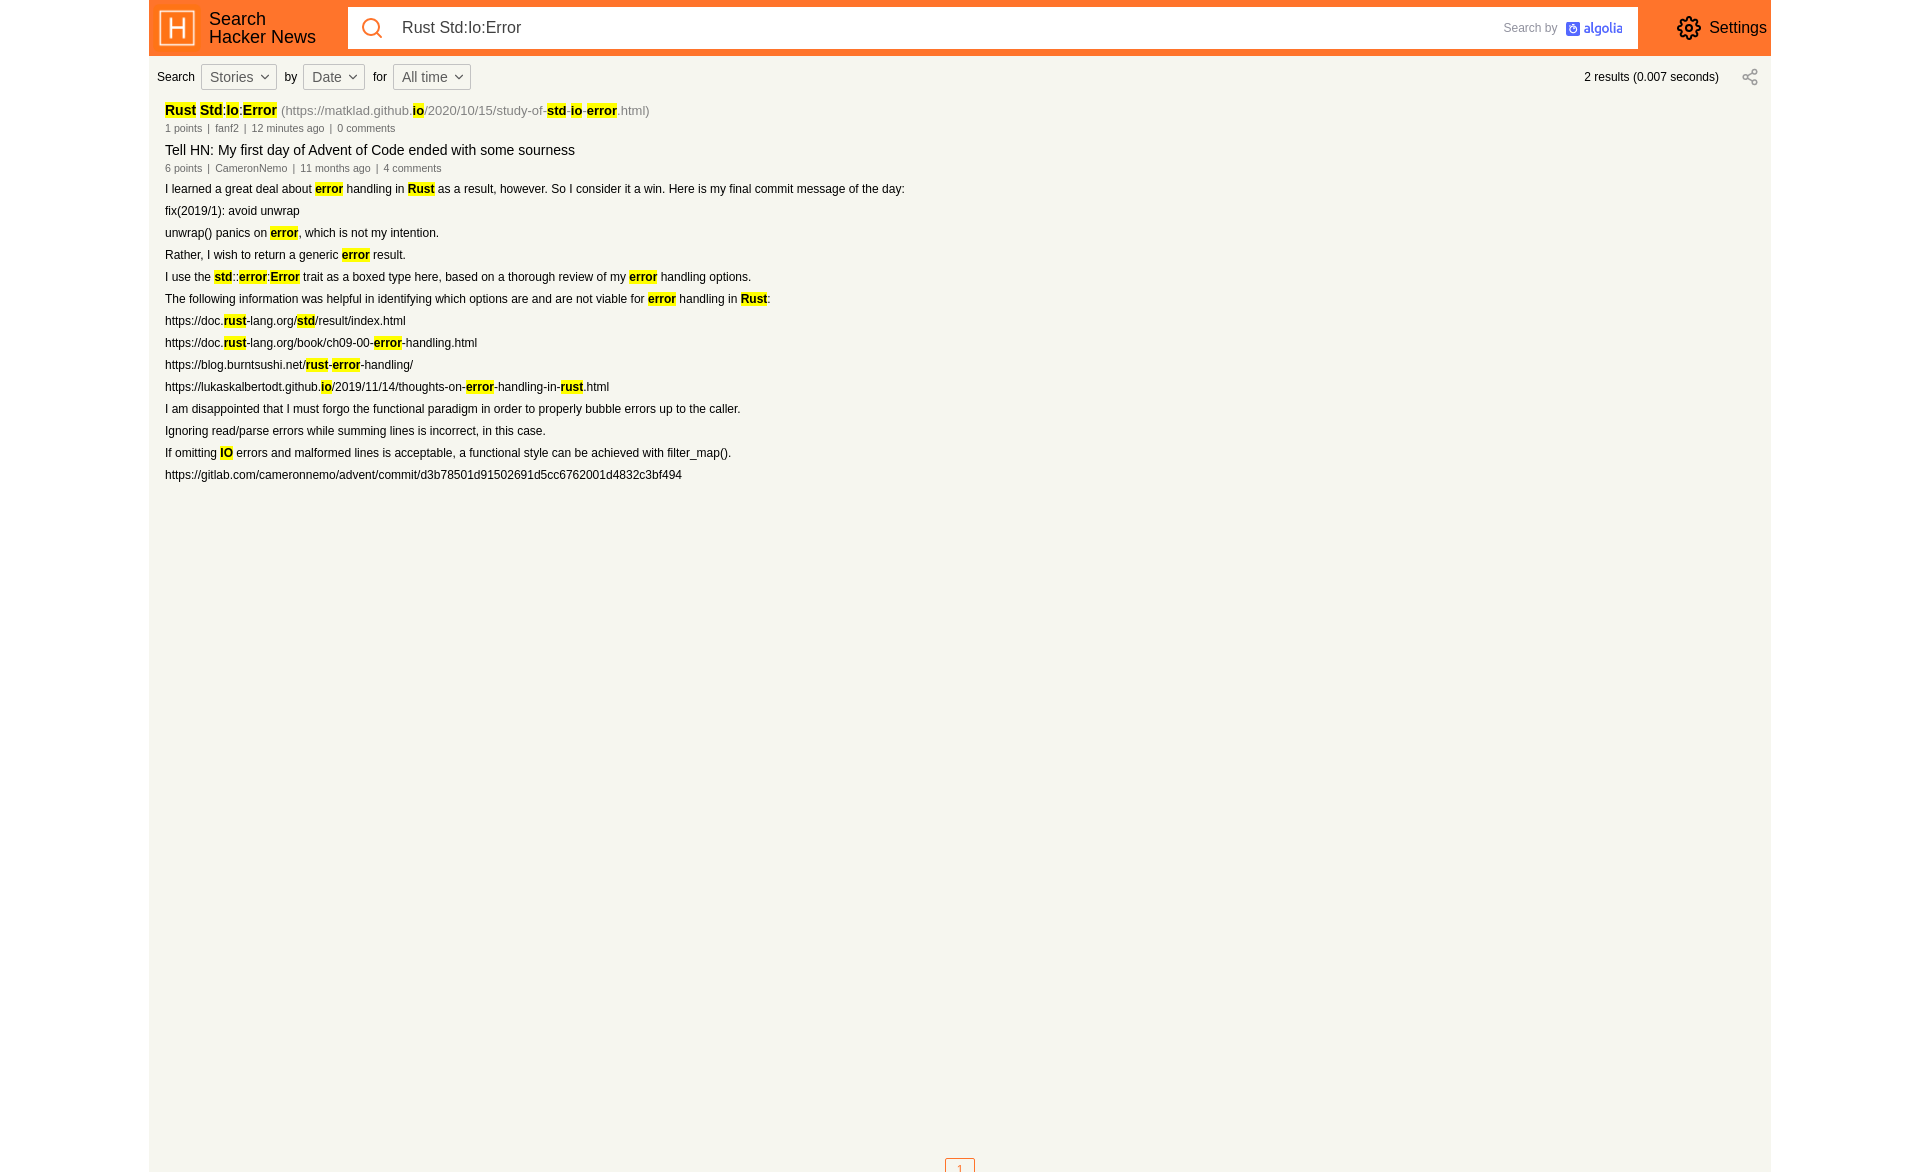 H
Search
Hacker News
Rust Std:Io:Error
Search by algolia
Settings
Search Stories by Date for All time
2 results (0.007 seconds)
Rust Std:Io:Error (https://matklad.github.io/2020/10/15/study-of-std-io-error.html)
1 points | fanf2 | 12 minutes ago | 0 comments
Tell HN: My first day of Advent of Code ended with some sourness
6 points | CameronNemo | 11 months ago | 4 comments
I learned a great deal about error handling in Rust as a result, however. So I consider it a win. Here is my final commit message of the day:
fix(2019/1): avoid unwrap
unwrap() panics on error, which is not my intention.
Rather, I wish to return a generic error result.
I use the std::error:Error trait as a boxed type here, based on a thorough review of my error handling options.
The following information was helpful in identifying which options are and are not viable for error handling in Rust:
https://doc.rust-lang.org/std/result/index.html
https://doc.rust-lang.org/book/ch09-00-error-handling.html
https://blog.burntsushi.net/rust-error-handling/
https://lukaskalbertodt.github.io/2019/11/14/thoughts-on-error-handling-in-rust.html
I am disappointed that I must forgo the functional paradigm in order to properly bubble errors up to the caller.
Ignoring read/parse errors while summing lines is incorrect, in this case.
If omitting IO errors and malformed lines is acceptable, a functional style can be achieved with filter_map().
https://gitlab.com/cameronnemo/advent/commit/d3b78501d91502691d5cc6762001d4832c3bf494
1